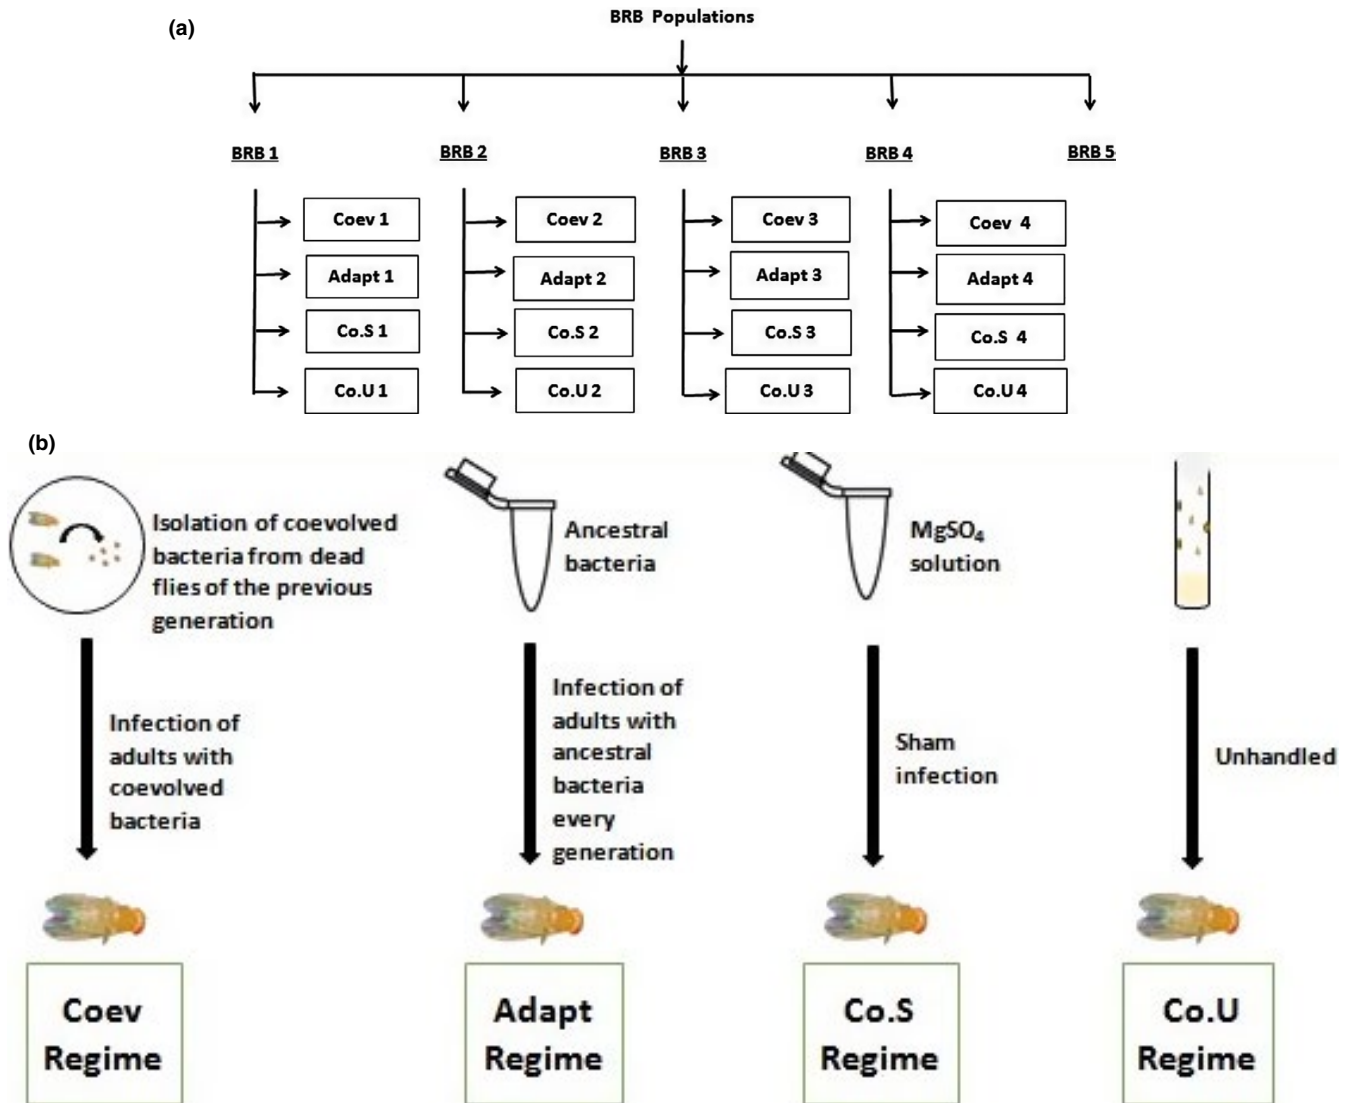 (a)
BRB Populations
BRB 1 BRB 2 BRB 3 BRB 4 BRB 5
Coev 1 Coev 2 Coev 3 Coev 4
Adapt 1 Adapt 2 Adapt 3 Adapt 4
Co.S 1 Co.S 2 Co.S 3 Co.S 4
Co.U 1 Co.U 2 Co.U 3 Co.U 4
(b)
Isolation of coevolved
bacteria from dead
flies of the previous
generation
Infection of
adults with
coevolved
bacteria
Coev
Regime
Ancestral
bacteria
Infection of
adults with
ancestral
bacteria
every
generation
Adapt
Regime
MgSO₄
solution
Sham
infection
Co.S
Regime
Unhandled
Co.U
Regime